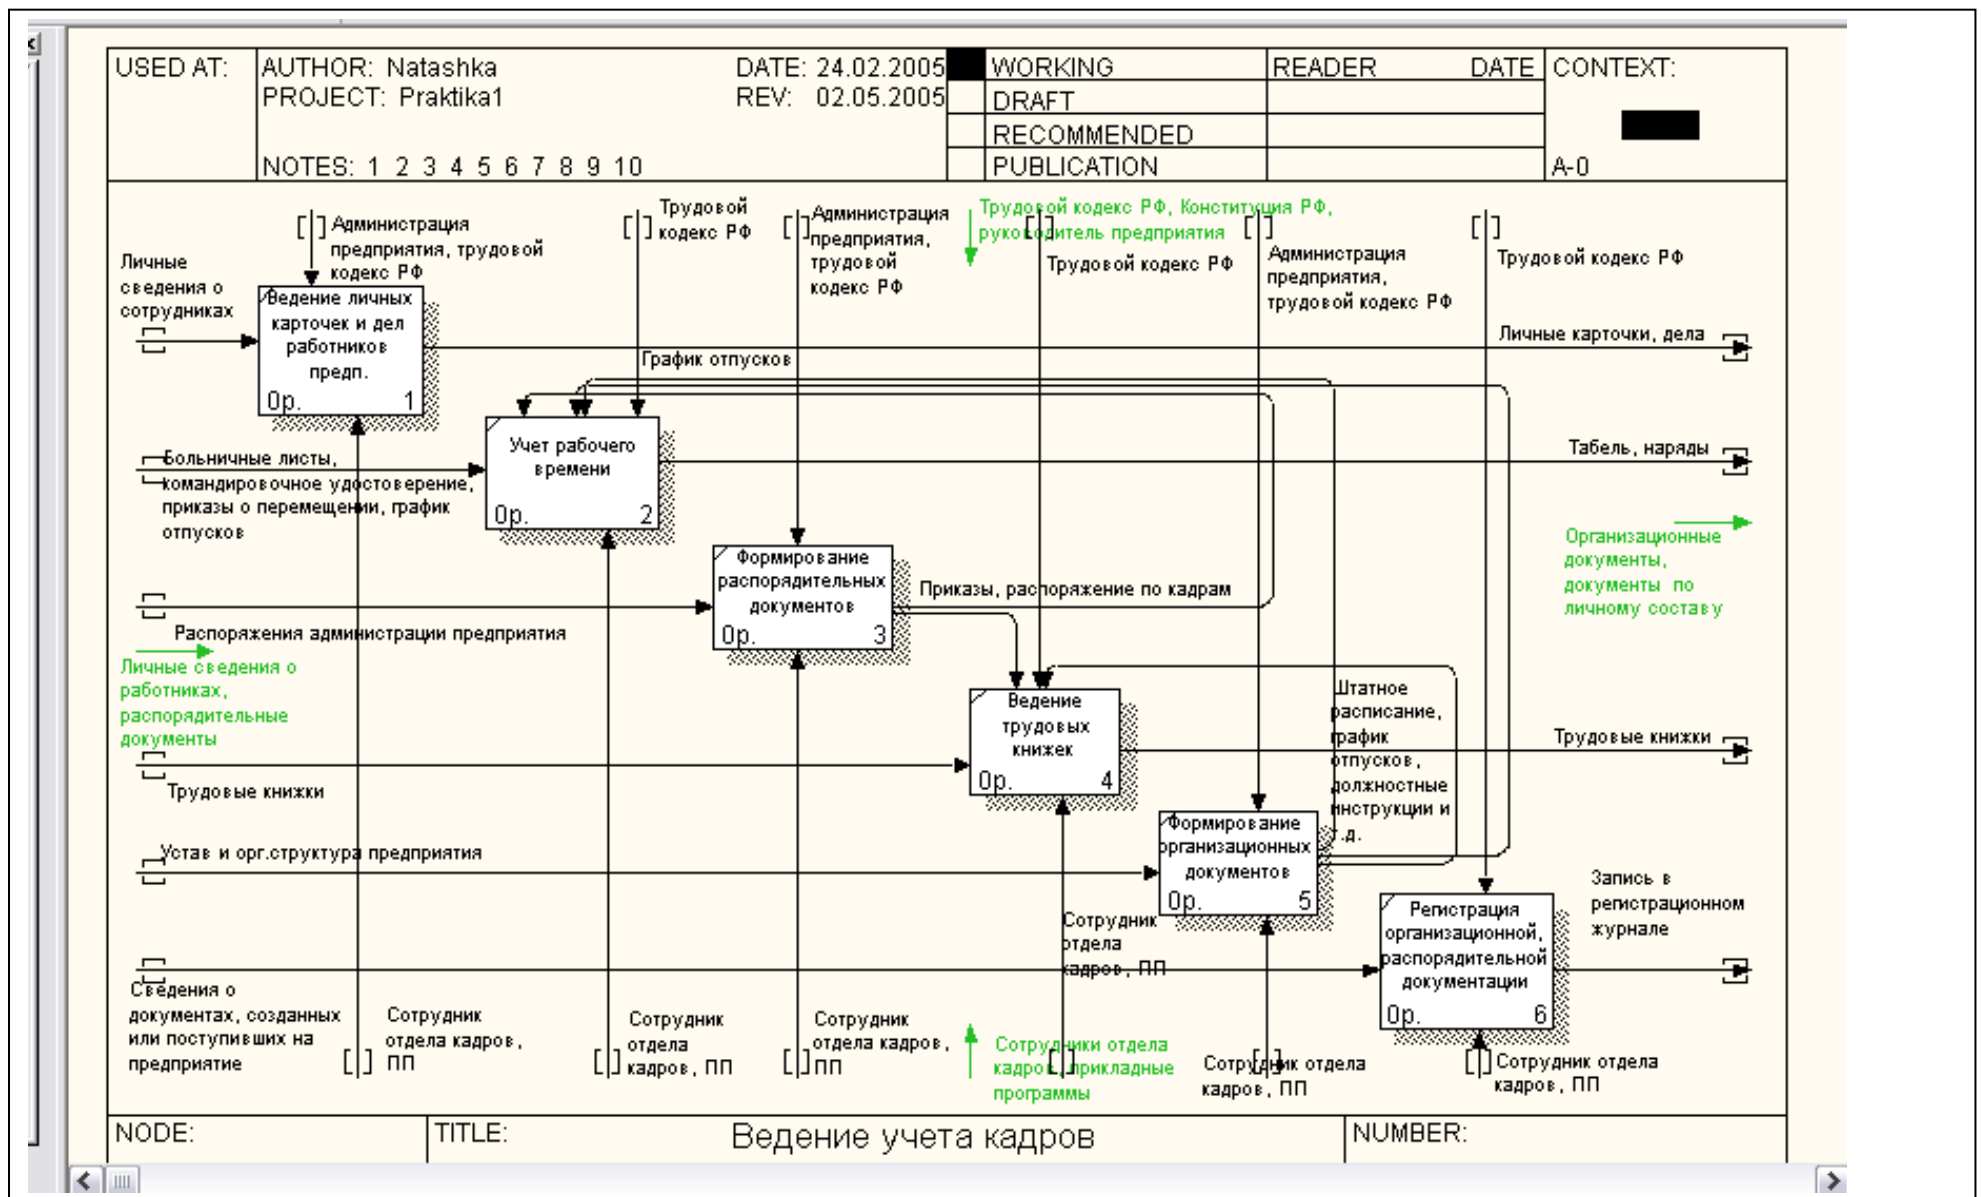 USED AT:
AUTHOR: Natashka
DATE: 24.02.2005
PROJECT: Praktika1
REV: 02.05.2005
NOTES: 1 2 3 4 5 6 7 8 9 10
WORKING
DRAFT
RECOMMENDED
PUBLICATION
READER
DATE
CONTEXT:
A-0
Администрация
предприятия, трудовой
кодекс РФ
Трудовой
кодекс РФ
Администрация
предприятия,
трудовой
кодекс РФ
Трудовой кодекс РФ, Конституция РФ,
руководитель предприятия
Трудовой кодекс РФ
Администрация
предприятия,
трудовой кодекс РФ
Трудовой кодекс РФ
Личные
сведения о
сотрудниках
Ведение личных
карточек и дел
работников
предп.
0р.
1
График отпусков
Личные карточки, дела
Больничные листы,
командировочное удостоверение,
приказы о перемещении, график
отпусков
Учет рабочего
времени
0р.
2
Табель, наряды
Организационные
документы,
документы по
личному составу
Формирование
распорядительных
документов
0р.
3
Приказы, распоряжение по кадрам
Распоряжения администрации предприятия
Личные сведения о
работниках,
распорядительные
документы
Ведение
трудовых
книжек
0р.
4
Штатное
расписание,
график
отпусков,
должностные
инструкции и
т.д.
Трудовые книжки
Трудовые книжки
Формирование
организационных
документов
0р.
5
Устав и орг.структура предприятия
Регистрация
организационной,
распорядительной
документации
0р.
6
Запись в
регистрационном
журнале
Сведения о
документах, созданных
или поступивших на
предприятие
Сотрудник
отдела кадров,
ПП
Сотрудник
отдела
кадров, ПП
Сотрудник
отдела кадров,
ПП
Сотрудник
отдела
кадров, ПП
Сотрудники отдела
кадров, прикладные
программы
Сотрудник отдела
кадров, ПП
Сотрудник отдела
кадров, ПП
NODE:
TITLE:
Ведение учета кадров
NUMBER: